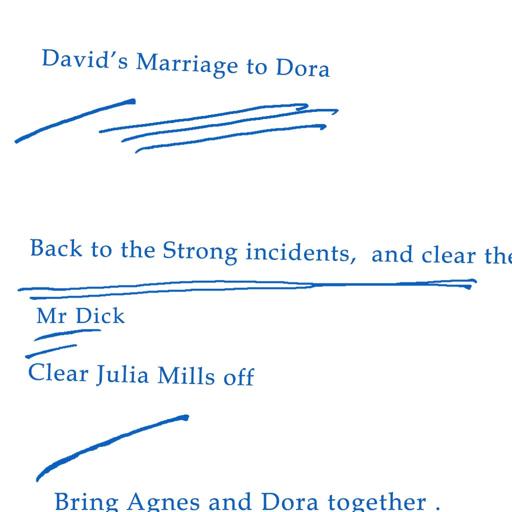 David's Marriage to Dora
Back to the Strong incidents, and clear the
Mr Dick
Clear Julia Mills off
Bring Agnes and Dora together .